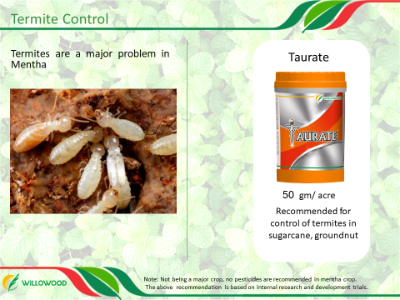 Termite Control
Termites are a major problem in
Mentha
Taurate
TAURATE
50 gm/ acre
Recommended for
control of termites in
sugarcane, groundnut
WILLOWOOD
Note: Not being a major crop, no pesticides are recommended in mentha crop.
The above recommendation is based on internal research and development trials.